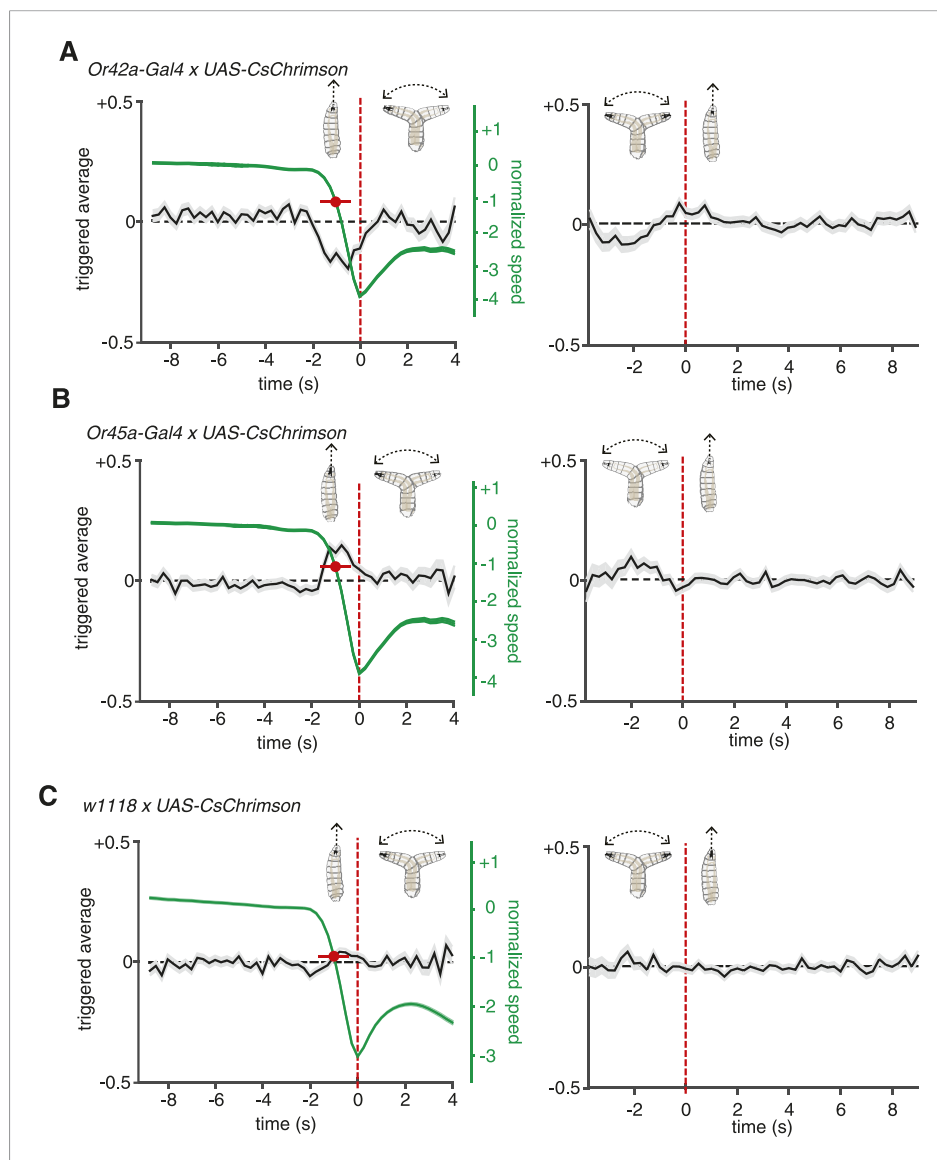 A
Or42a-Gal4 x UAS-CsChrimson
+0.5
0
-0.5
triggered average
-8 -6 -4 -2 0 2 4
time (s)
+1
0
-1
-2
-3
-4
normalized speed
+0.5
0
-0.5
-2 0 2 4 6 8
time (s)
B
Or45a-Gal4 x UAS-CsChrimson
+0.5
0
-0.5
triggered average
-8 -6 -4 -2 0 2 4
time (s)
+1
0
-1
-2
-3
-4
normalized speed
+0.5
0
-0.5
-2 0 2 4 6 8
time (s)
C
w1118 x UAS-CsChrimson
+0.5
0
-0.5
triggered average
-8 -6 -4 -2 0 2 4
time (s)
+1
0
-1
-2
-3
normalized speed
+0.5
0
-0.5
-2 0 2 4 6 8
time (s)